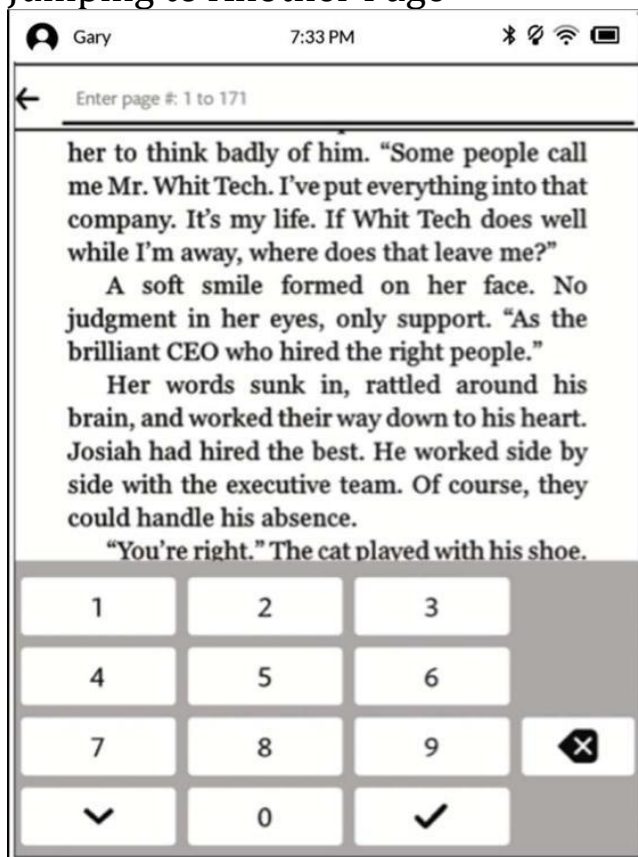 Jumping to Another Page
Gary 7:33 PM
Enter page #: 1 to 171
her to think badly of him. “Some people call
me Mr. Whit Tech. I’ve put everything into that
company. It’s my life. If Whit Tech does well
while I’m away, where does that leave me?”
A soft smile formed on her face. No
judgment in her eyes, only support. “As the
brilliant CEO who hired the right people.”
Her words sunk in, rattled around his
brain, and worked their way down to his heart.
Josiah had hired the best. He worked side by
side with the executive team. Of course, they
could handle his absence.
“You’re right.” The cat played with his shoe.
1 2 3
4 5 6
7 8 9
0